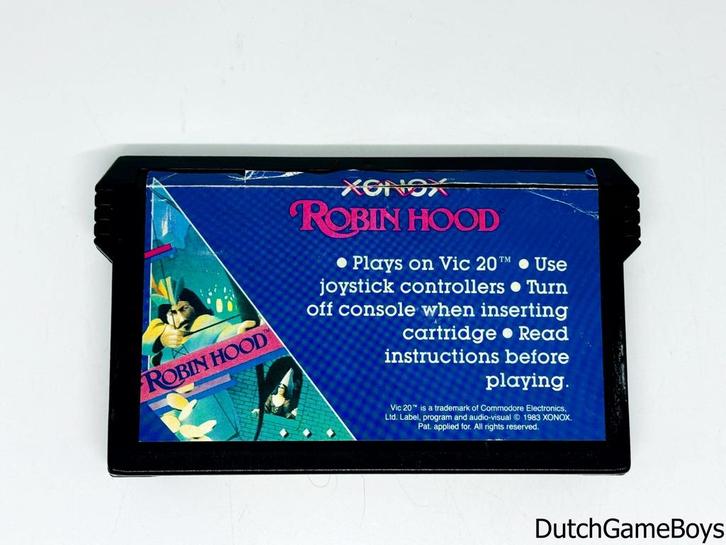 XONOX
ROBIN HOOD
• Plays on Vic 20™ • Use
joystick controllers • Turn
off console when inserting
cartridge • Read
instructions before
playing.
ROBIN HOOD
Vic 20™ is a trademark of Commodore Electronics,
Ltd. Label, program and audio-visual © 1983 XONOX.
Pat. applied for. All rights reserved.
DutchGameBoys